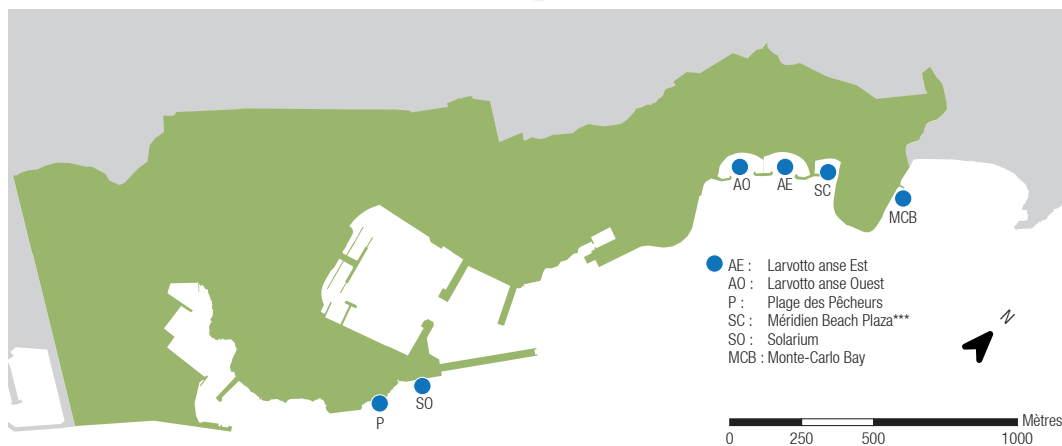 AO
AE
SC
MCB
AE : Larvotto anse Est
AO : Larvotto anse Ouest
P : Plage des Pêcheurs
SC : Méridien Beach Plaza***
SO : Solarium
MCB : Monte-Carlo Bay
N
SO
P
Mètres
0 250 500 1000